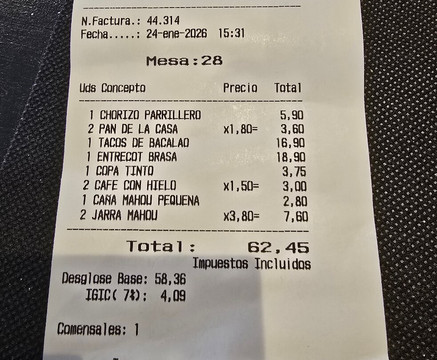 N.Factura.: 44.314
Fecha.....: 24-ene-2026 15:31
Mesa:28
Uds Concepto Precio Total
1 CHORIZO PARRILLERO 5,90
2 PAN DE LA CASA x1,80= 3,60
1 TACOS DE BACALAO 16,90
1 ENTRECOT BRASA 18,90
1 COPA TINTO 3,75
2 CAFE CON HIELO x1,50= 3,00
1 CAÑA MAHOU PEQUEÑA 2,80
2 JARRA MAHOU x3,80= 7,60
Total: 62,45
Impuestos Incluidos
Desglose Base: 58,36
IGIC( 7%): 4,09
Comensales: 1